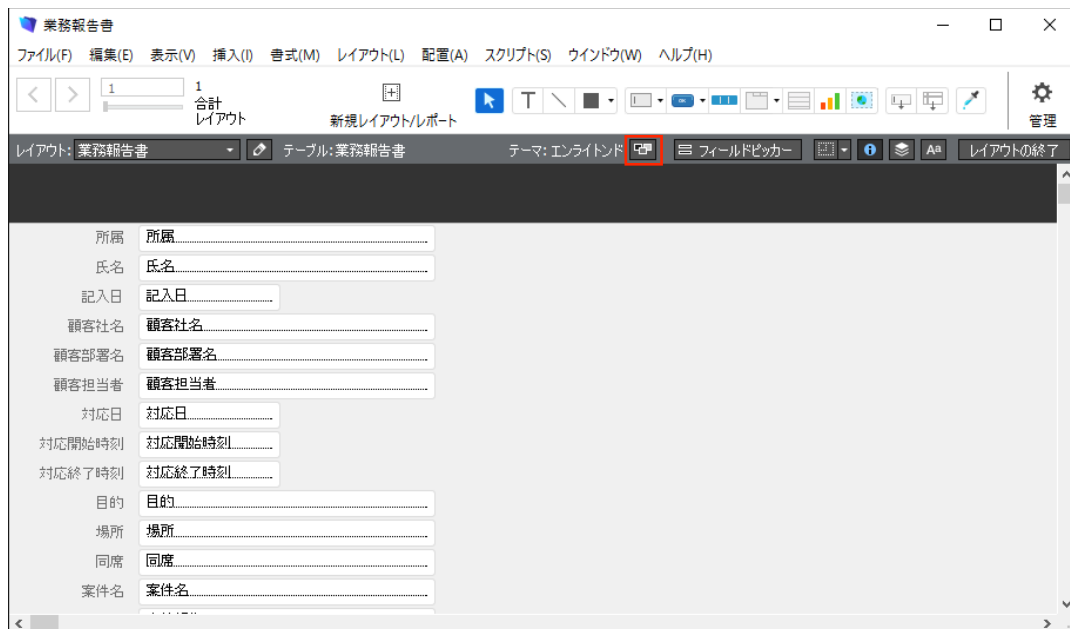 業務報告書
ファイル(F) 編集(E) 表示(V) 挿入(I) 書式(M) レイアウト(L) 配置(A) スクリプト(S) ウインドウ(W) ヘルプ(H)
1
1
合計
レイアウト
新規レイアウト/レポート
T
管理
レイアウト: 業務報告書 テーブル:業務報告書 テーマ: エンライトンド フィールドピッカー Aa レイアウトの終了
所属 所属
氏名 氏名
記入日 記入日
顧客社名 顧客社名
顧客部署名 顧客部署名
顧客担当者 顧客担当者
対応日 対応日
対応開始時刻 対応開始時刻
対応終了時刻 対応終了時刻
目的 目的
場所 場所
同席 同席
案件名 案件名